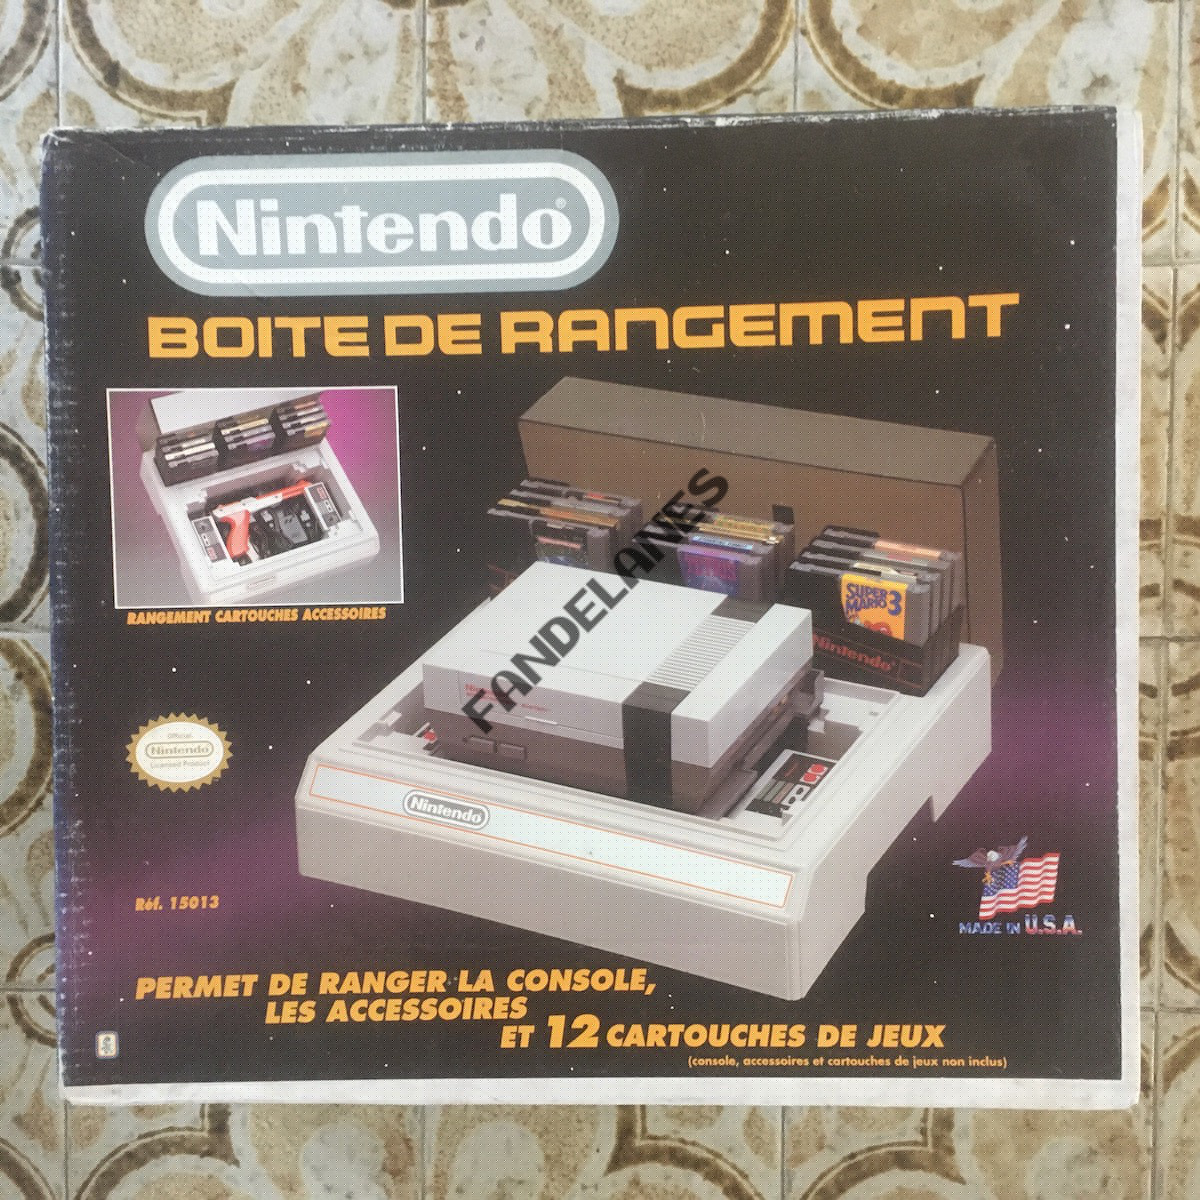 Nintendo®
BOITE DE RANGEMENT
RANGEMENT CARTOUCHES ACCESSOIRES
FANDELANES
SUPER
MARIO 3
Nintendo®
Official
Nintendo
Licensed Product
Nintendo
Réf. 15013
MADE IN U.S.A.
PERMET DE RANGER LA CONSOLE,
LES ACCESSOIRES
ET 12 CARTOUCHES DE JEUX
(console, accessoires et cartouches de jeux non inclus)